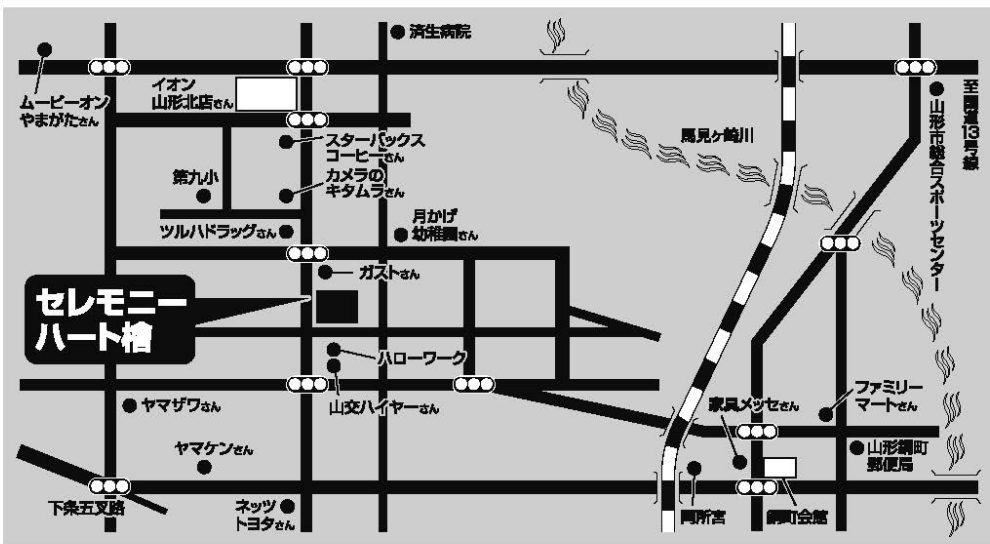 済生病院
ムービーオン
やまがたさん
イオン
山形北店さん
スターバックス
コーヒーさん
馬見ヶ崎川
至国道13号線
山形市総合スポーツセンター
第九小
カメラの
キタムラさん
ツルハドラッグさん
月かげ
幼稚園さん
ガストさん
セレモニー
ハート檜
ハローワーク
山交ハイヤーさん
ヤマザワさん
家具メッセさん
ファミリー
マートさん
ヤマケンさん
山形銅町
郵便局
下条五叉路
ネッツ
トヨタさん
両所宮
銅町会館